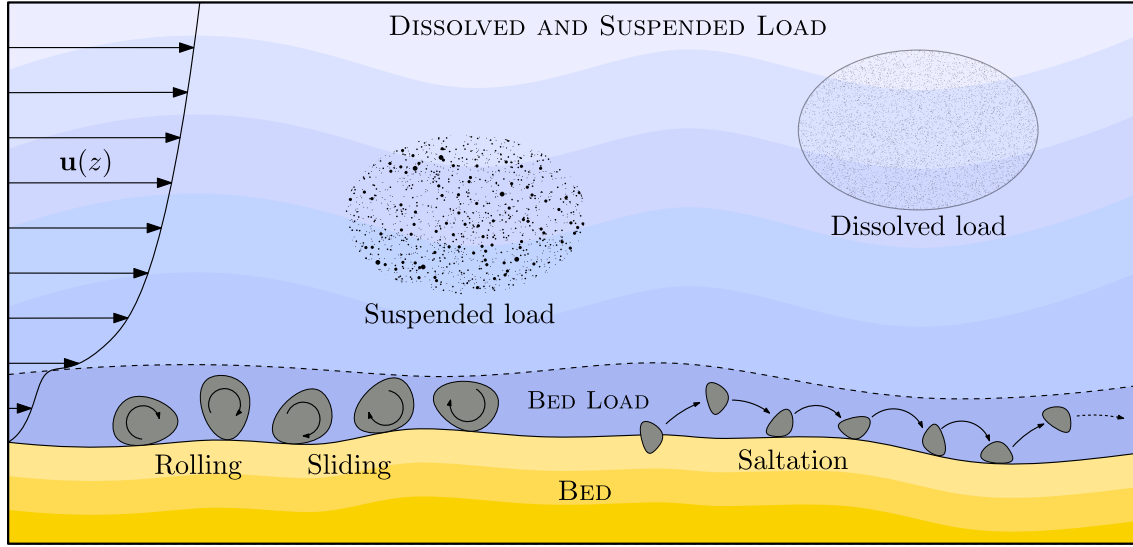 Dissolved and Suspended Load
u(z)
Dissolved load
Suspended load
Bed Load
Rolling
Sliding
Saltation
Bed